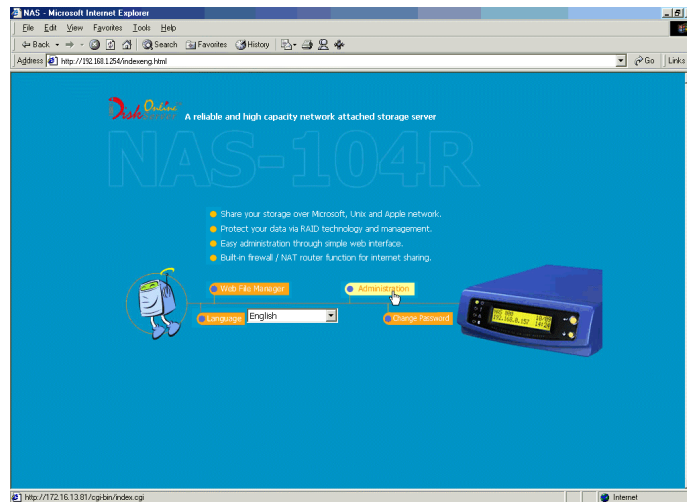 NAS - Microsoft Internet Explorer
File Edit View Favorites Tools Help
Back Search Favorites History
Address http://192.168.1.254/indexeng.html Go Links
Disk Online
A reliable and high capacity network attached storage server
NAS-104R
Share your storage over Microsoft, Unix and Apple network.
Protect your data via RAID technology and management.
Easy administration through simple web interface.
Built-in firewall / NAT router function for internet sharing.
Web File Manager Administration
Language English Change Password
http://172.16.13.81/cgi-bin/index.cgi Internet